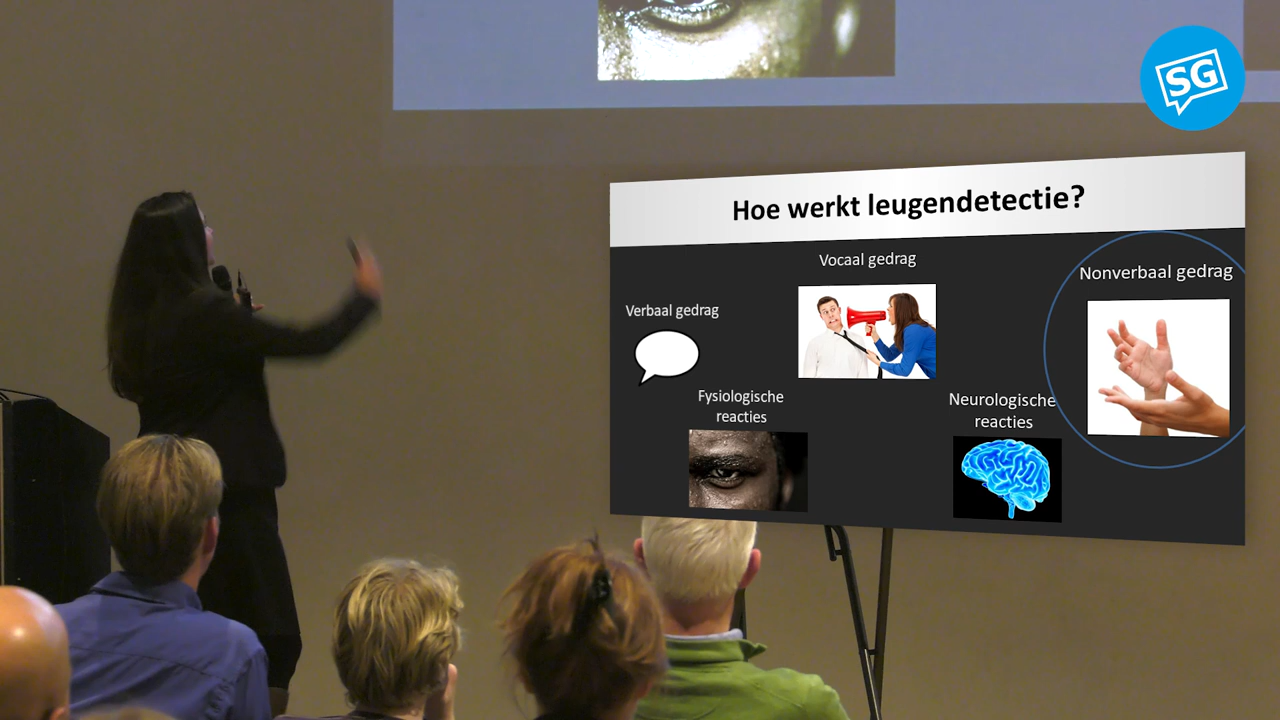 SG
Hoe werkt leugendetectie?
Vocaal gedrag
Nonverbaal gedrag
Verbaal gedrag
Fysiologische
reacties
Neurologische
reacties